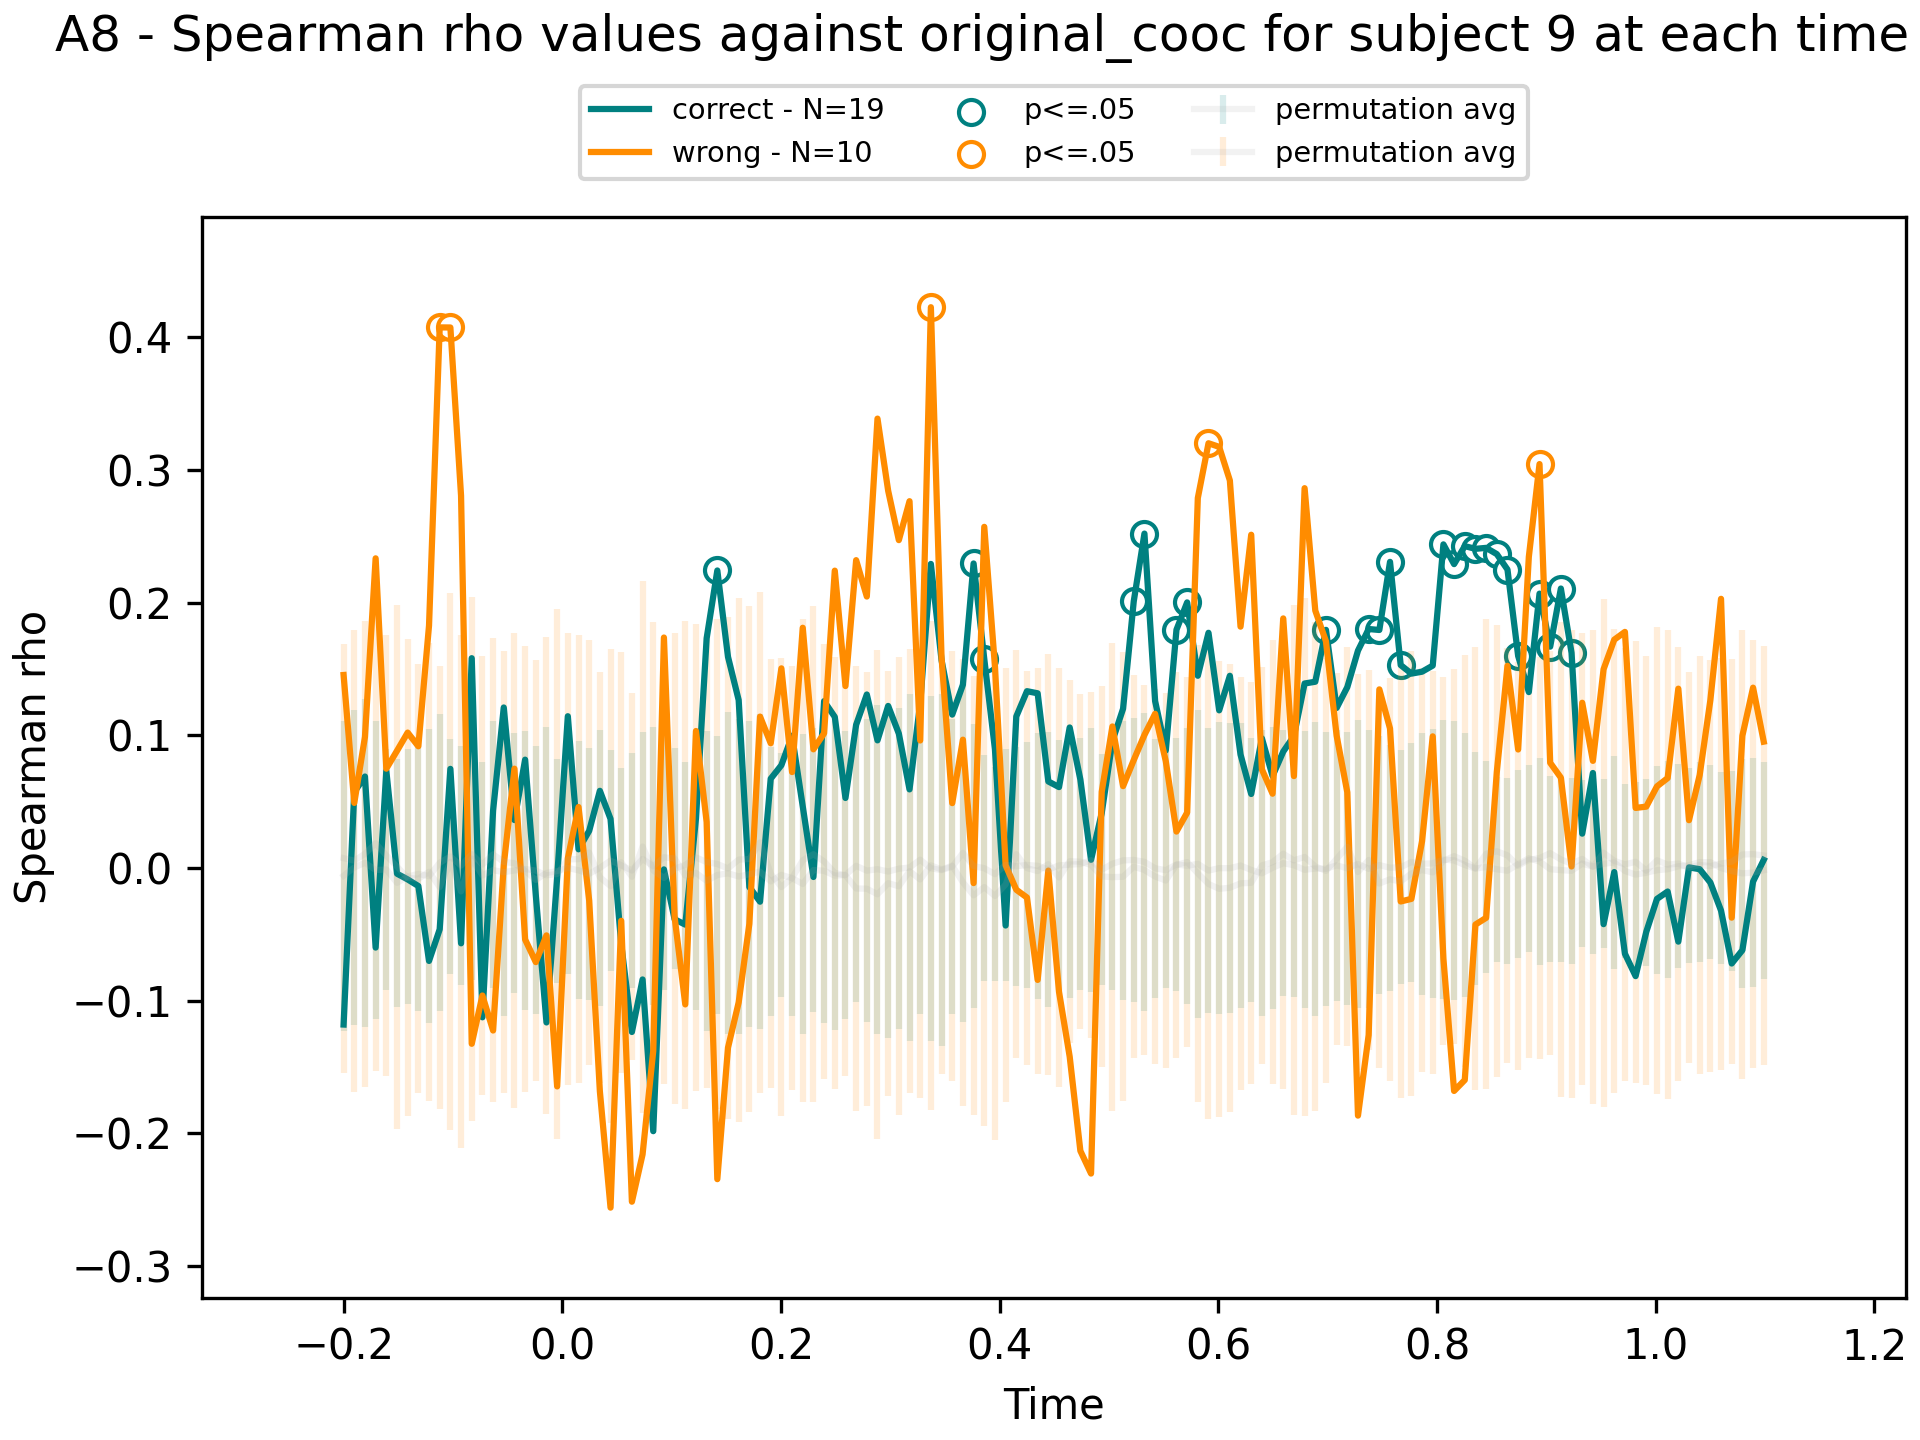 A8 - Spearman rho values against original_cooc for subject 9 at each time
correct - N=19
wrong - N=10
p<=.05
p<=.05
permutation avg
permutation avg
Spearman rho
0.4
0.3
0.2
0.1
0.0
−0.1
−0.2
−0.3
−0.2 0.0 0.2 0.4 0.6 0.8 1.0 1.2
Time